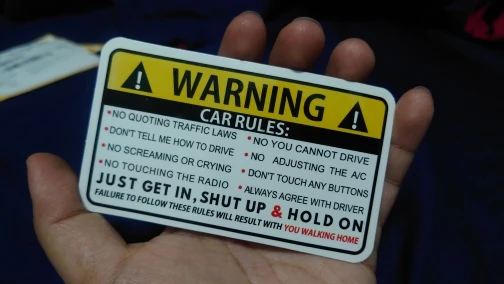 WARNING
CAR RULES:
• NO QUOTING TRAFFIC LAWS
• DON'T TELL ME HOW TO DRIVE
• NO SCREAMING OR CRYING
• NO TOUCHING THE RADIO
• NO YOU CANNOT DRIVE
• NO ADJUSTING THE A/C
• DON'T TOUCH ANY BUTTONS
• ALWAYS AGREE WITH DRIVER
JUST GET IN, SHUT UP & HOLD ON
FAILURE TO FOLLOW THESE RULES WILL RESULT WITH YOU WALKING HOME